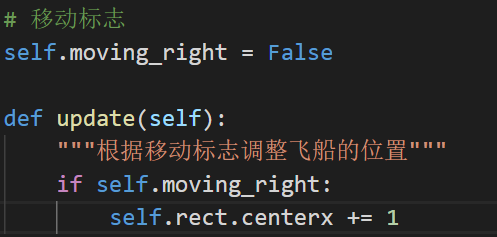 # 移动标志
self.moving_right = False
def update(self):
"""根据移动标志调整飞船的位置"""
if self.moving_right:
self.rect.centerx += 1